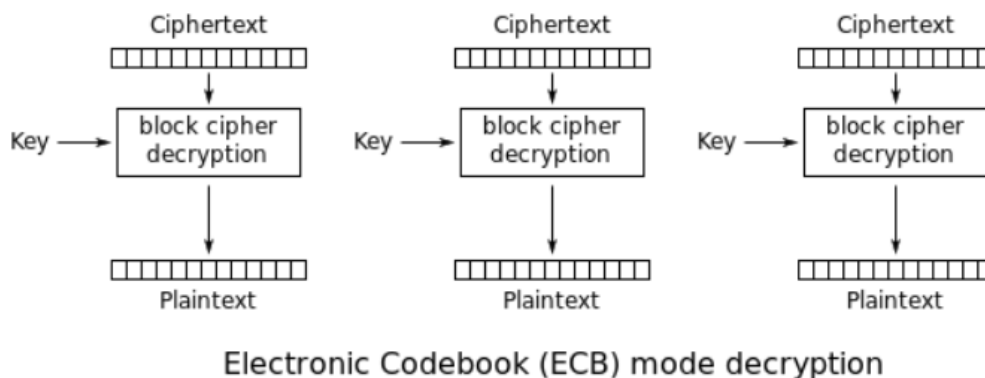 Ciphertext Ciphertext Ciphertext
Key block cipher decryption Key block cipher decryption Key block cipher decryption
Plaintext Plaintext Plaintext
Electronic Codebook (ECB) mode decryption